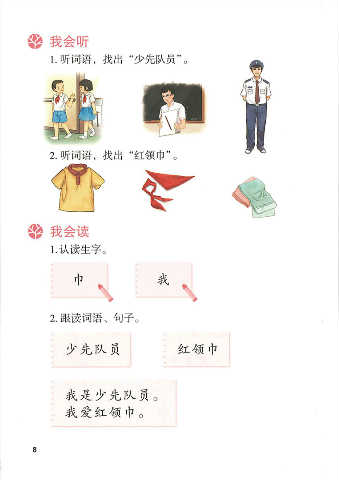 我会听
1. 听词语，找出“少先队员”。
2. 听词语，找出“红领巾”。
我会读
1. 认读生字。
巾 我
2. 跟读词语、句子。
少先队员 红领巾
我是少先队员。
我爱红领巾。
8